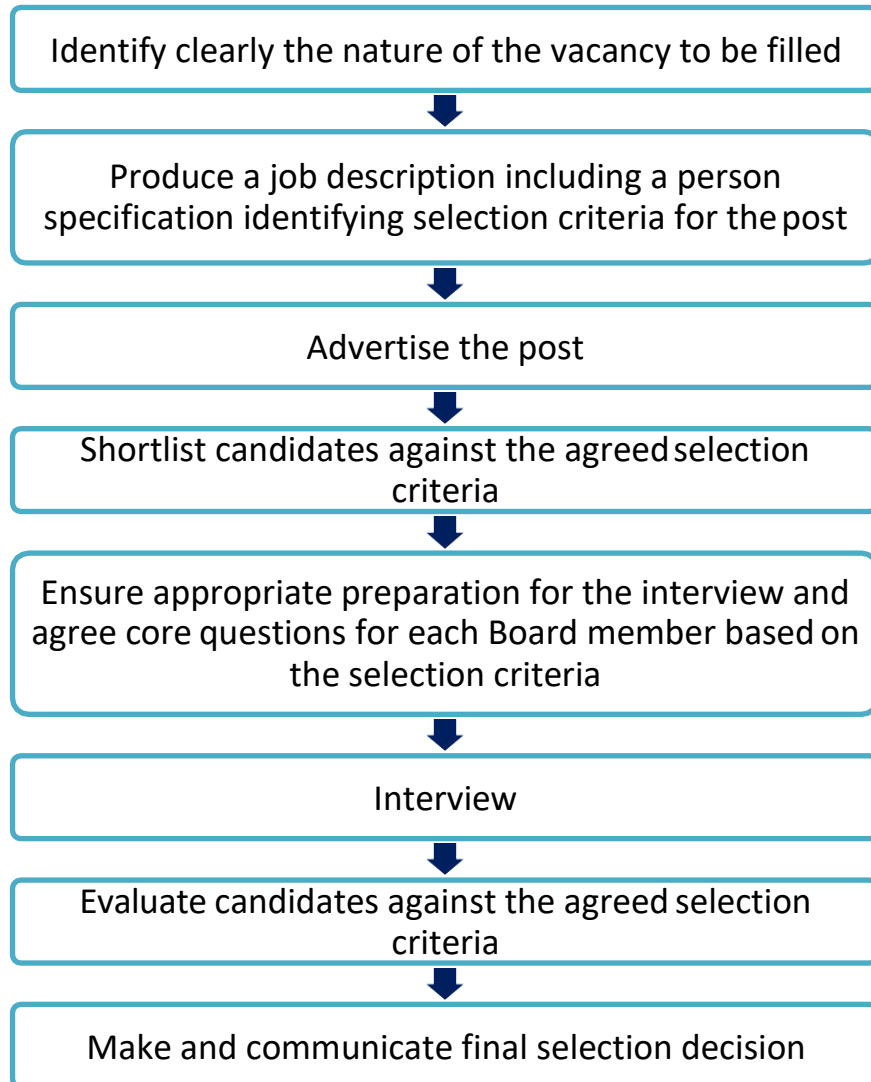 Identify clearly the nature of the vacancy to be filled
Produce a job description including a person
specification identifying selection criteria for the post
Advertise the post
Shortlist candidates against the agreed selection
criteria
Ensure appropriate preparation for the interview and
agree core questions for each Board member based on
the selection criteria
Interview
Evaluate candidates against the agreed selection
criteria
Make and communicate final selection decision